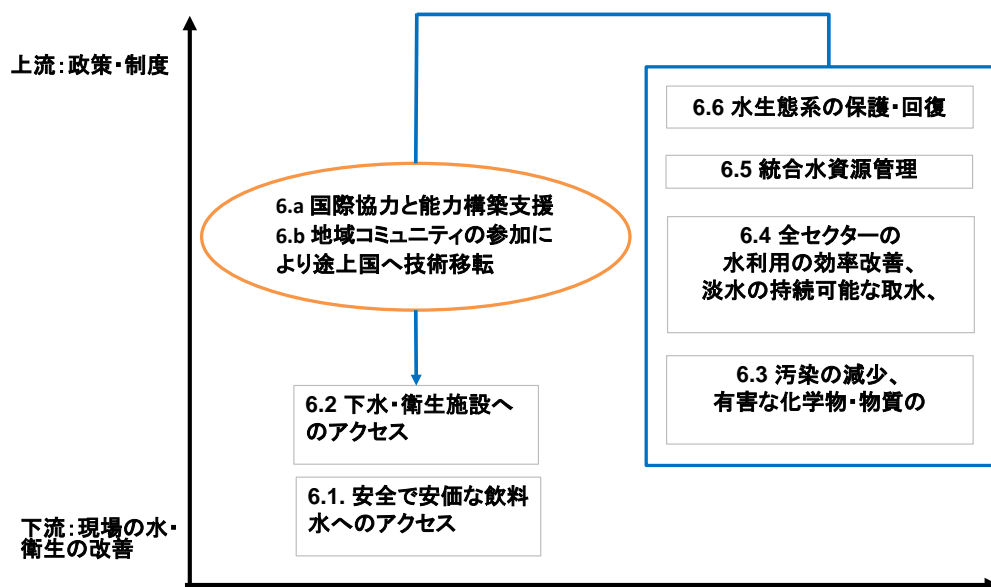 上流:政策・制度
6.6 水生態系の保護・回復
6.5 統合水資源管理
6.a 国際協力と能力構築支援
6.b 地域コミュニティの参加に
より途上国へ技術移転
6.4 全セクターの
水利用の効率改善、
淡水の持続可能な取水、
6.3 汚染の減少、
有害な化学物・物質の
6.2 下水・衛生施設へ
のアクセス
6.1. 安全で安価な飲料
水へのアクセス
下流:現場の水・
衛生の改善